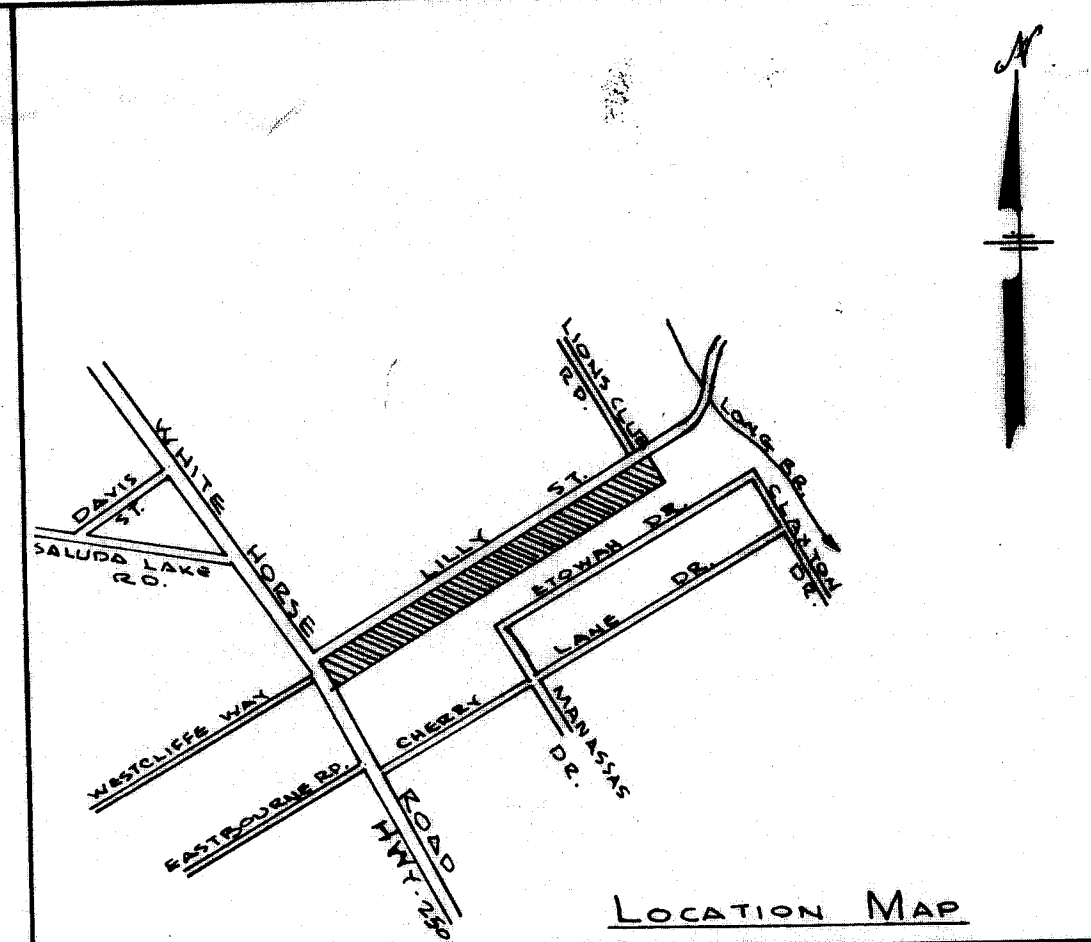 N
LIONS CLUB
RD.
LONG BR.
WHITE HORSE ROAD
HWY. 250
DAVIS
ST.
SALUDA LAKE
RD.
LILLY ST.
ETOWAH DR.
CLAXTON
DR.
CHERRY LANE DR.
MANASSAS
DR.
WESTCLIFFE WAY
EASTBOURNE RD.
LOCATION MAP